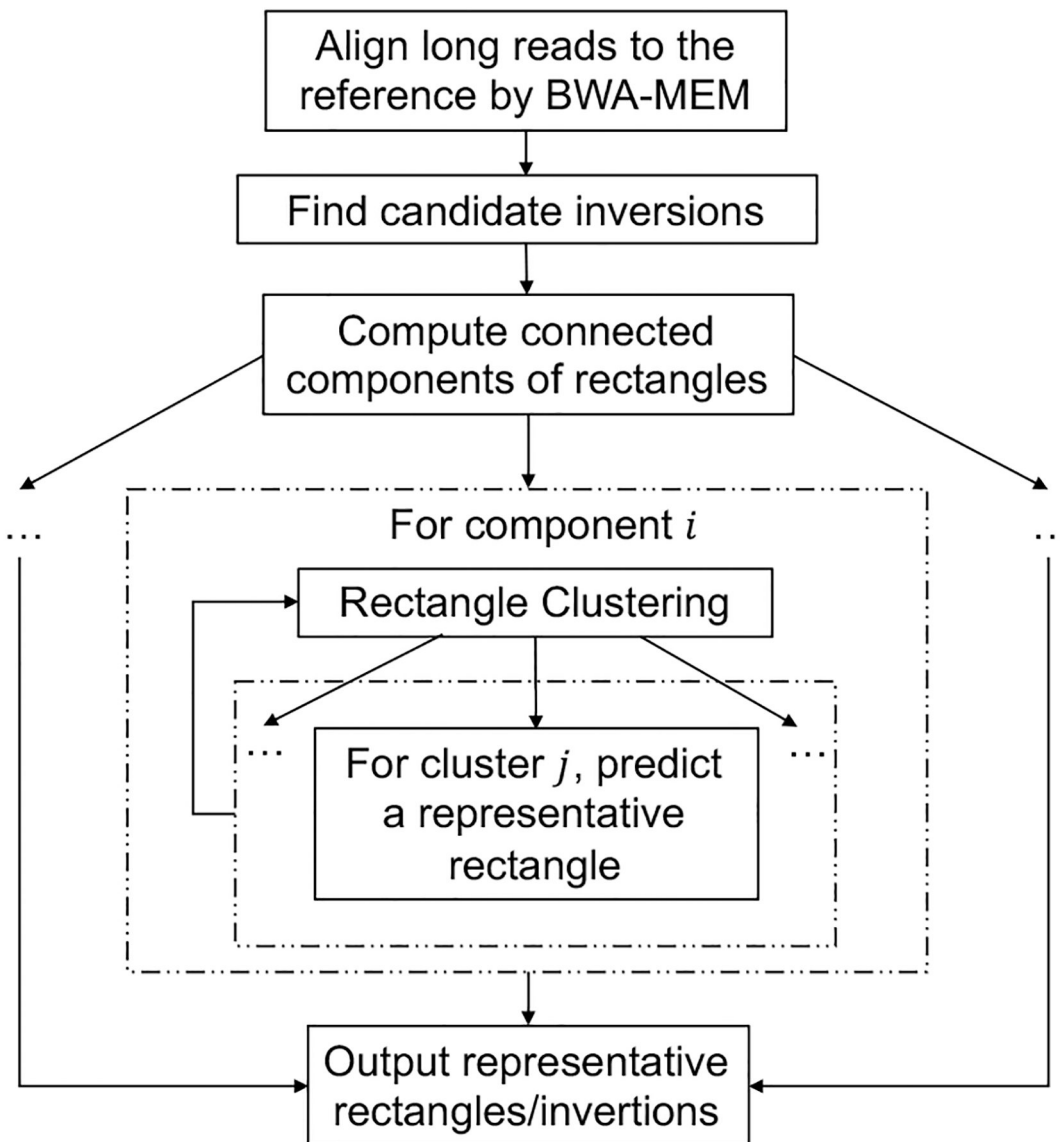 Align long reads to the
reference by BWA-MEM
Find candidate inversions
Compute connected
components of rectangles
...
For component i
..
Rectangle Clustering
...
For cluster j, predict
a representative
rectangle
...
Output representative
rectangles/invertions